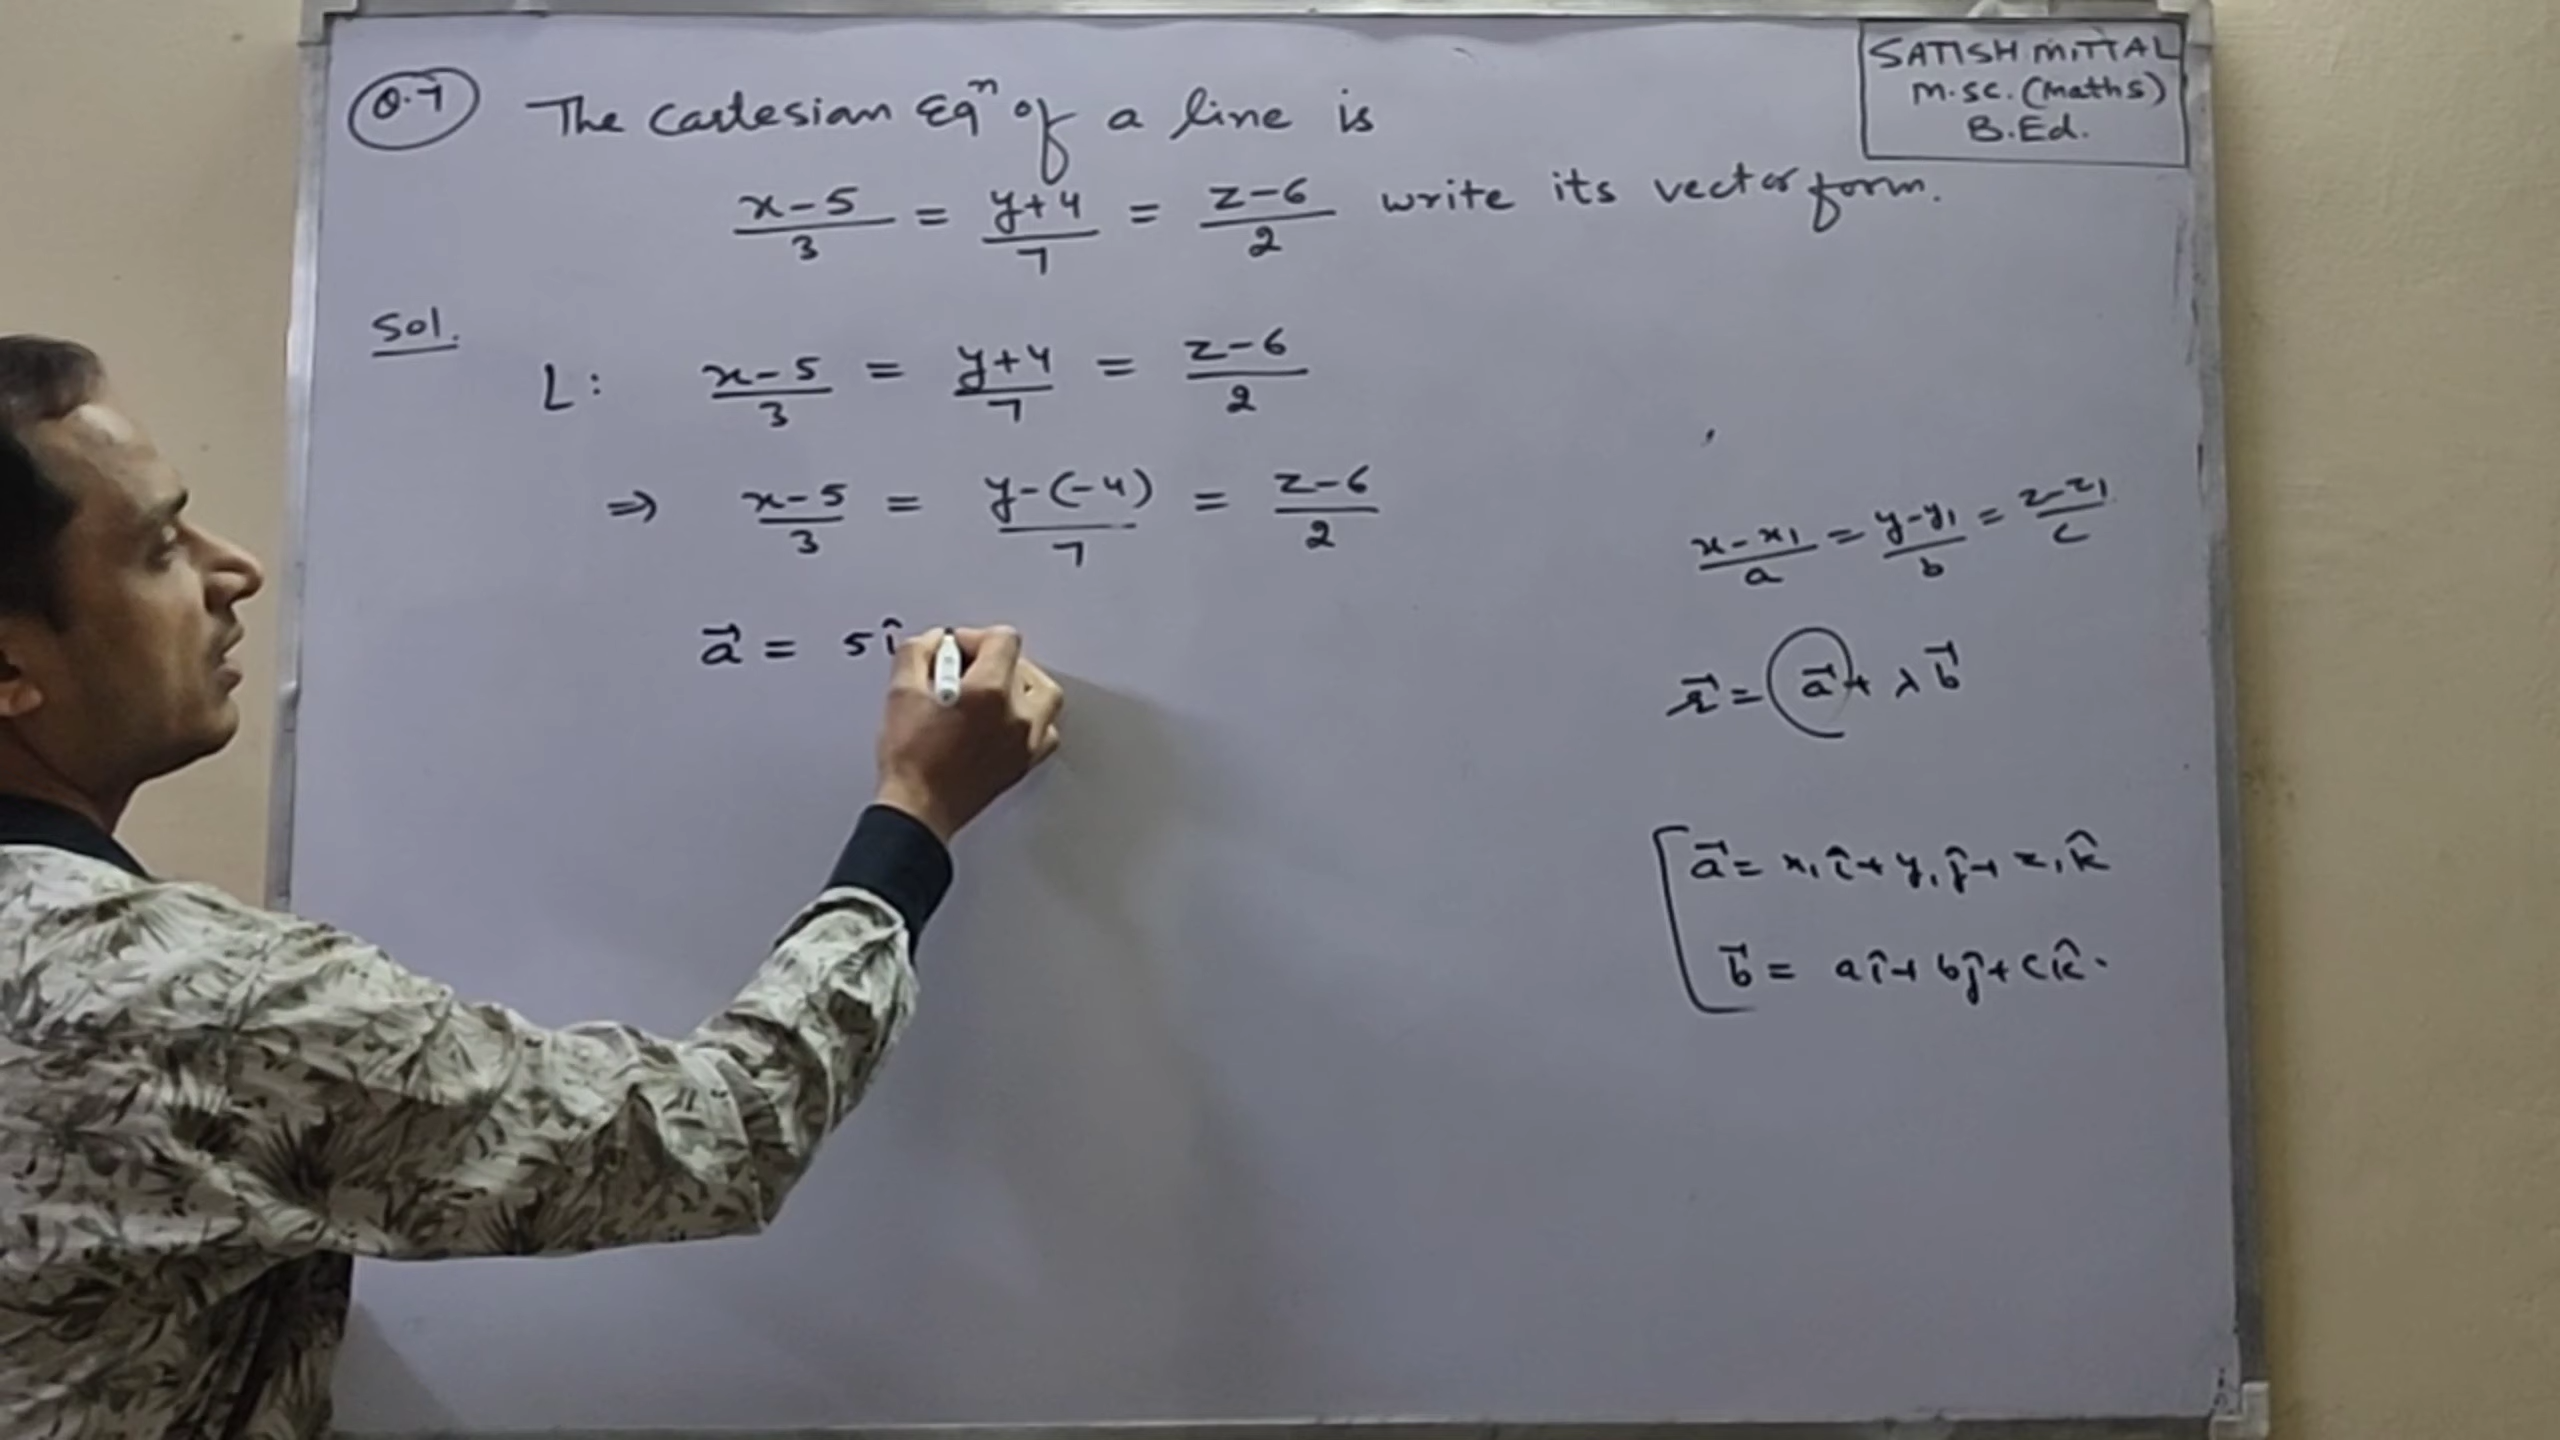 Q.7 The Cartesian Eqⁿ of a line is
x-5/3 = y+4/7 = z-6/2 write its vector form.
SATISH MITTAL
M.SC. (Maths)
B.Ed.
Sol.
L: x-5/3 = y+4/7 = z-6/2
⇒ x-5/3 = y-(-4)/7 = z-6/2
a⃗ = 5î
x-x₁/a = y-y₁/b = z-z₁/c
r⃗ = a⃗ + λb⃗
a⃗ = x₁î + y₁ĵ + z₁k̂
b⃗ = aî + bĵ + ck̂.